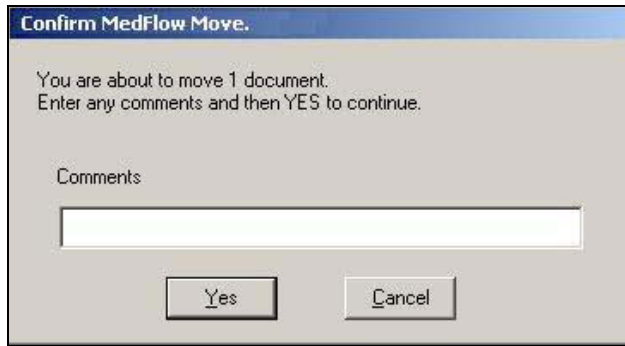 Confirm MedFlow Move.
You are about to move 1 document.
Enter any comments and then YES to continue.
Comments
Yes Cancel